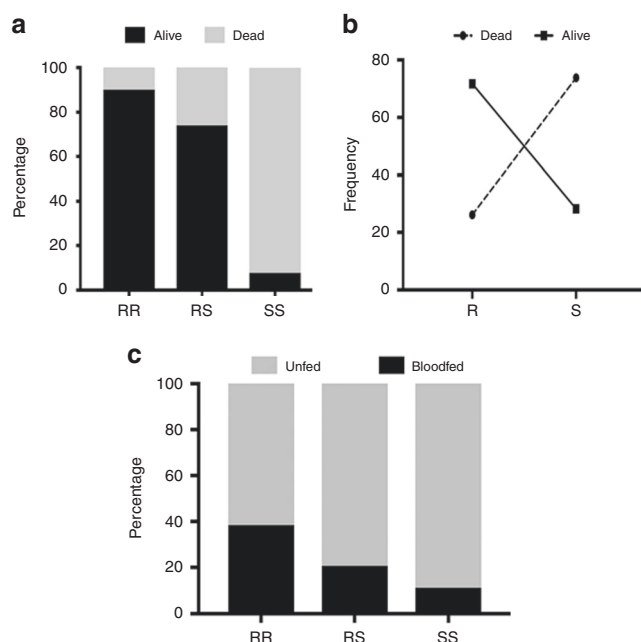 a
Alive Dead
100
80
60
40
20
0
Percentage
RR RS SS
b
Dead Alive
80
60
40
20
0
Frequency
R S
c
Unfed Bloodfed
100
80
60
40
20
0
Percentage
RR RS SS